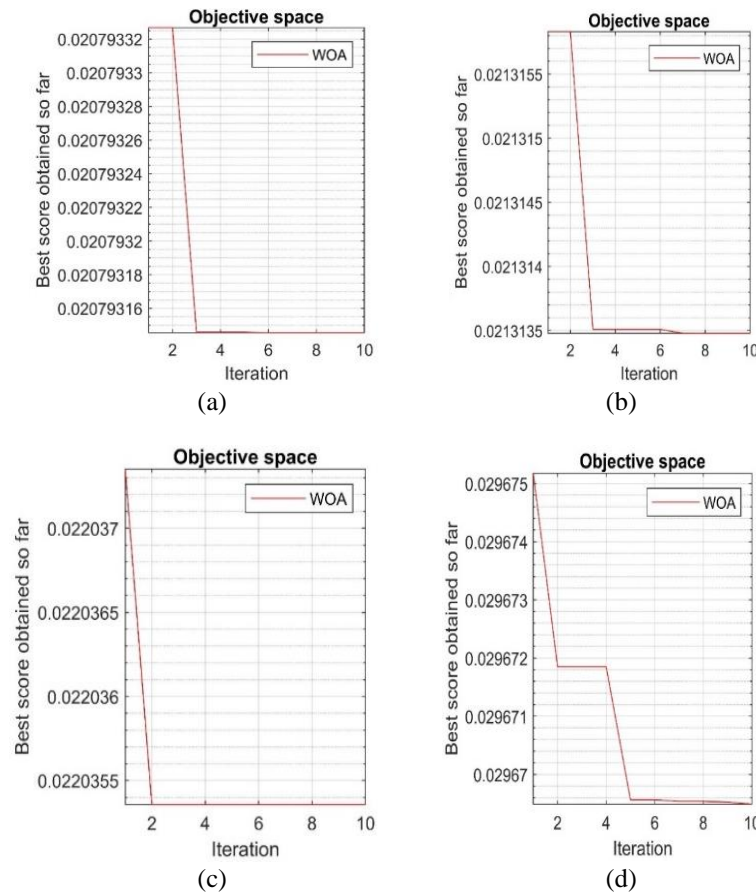 Objective space
Best score obtained so far
0.02079332
0.0207933
0.02079328
0.02079326
0.02079324
0.02079322
0.0207932
0.02079318
0.02079316
WOA
2 4 6 8 10
Iteration
(a)
Objective space
Best score obtained so far
0.0213155
0.021315
0.0213145
0.021314
0.0213135
WOA
2 4 6 8 10
Iteration
(b)
Objective space
Best score obtained so far
0.022037
0.0220365
0.022036
0.0220355
WOA
2 4 6 8 10
Iteration
(c)
Objective space
Best score obtained so far
0.029675
0.029674
0.029673
0.029672
0.029671
0.02967
WOA
2 4 6 8 10
Iteration
(d)